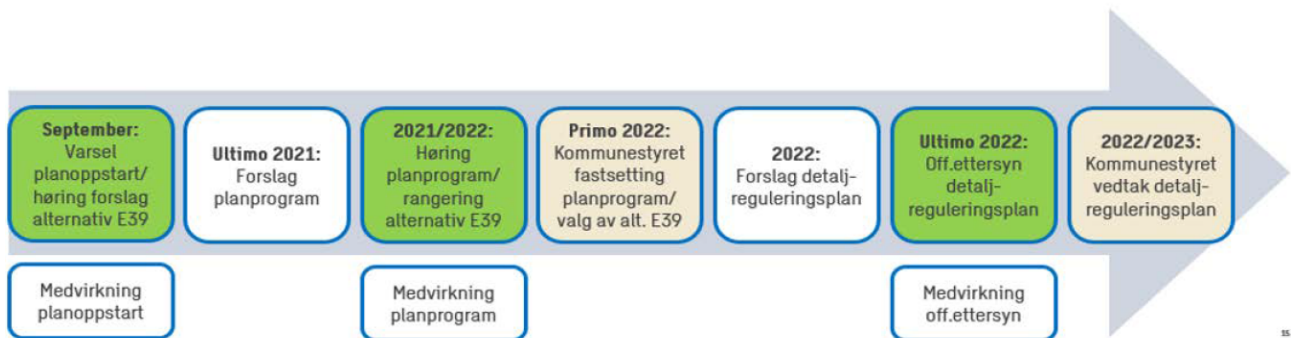 September:
Varsel
planoppstart/
høring forslag
alternativ E39
Ultimo 2021:
Forslag
planprogram
2021/2022:
Høring
planprogram/
rangering
alternativ E39
Primo 2022:
Kommunestyret
fastsetting
planprogram/
valg av alt. E39
2022:
Forslag detalj-
reguleringsplan
Ultimo 2022:
Off.ettersyn
detalj-
reguleringsplan
2022/2023:
Kommunestyret
vedtak detalj-
reguleringsplan
Medvirkning
planoppstart
Medvirkning
planprogram
Medvirkning
off.ettersyn
15